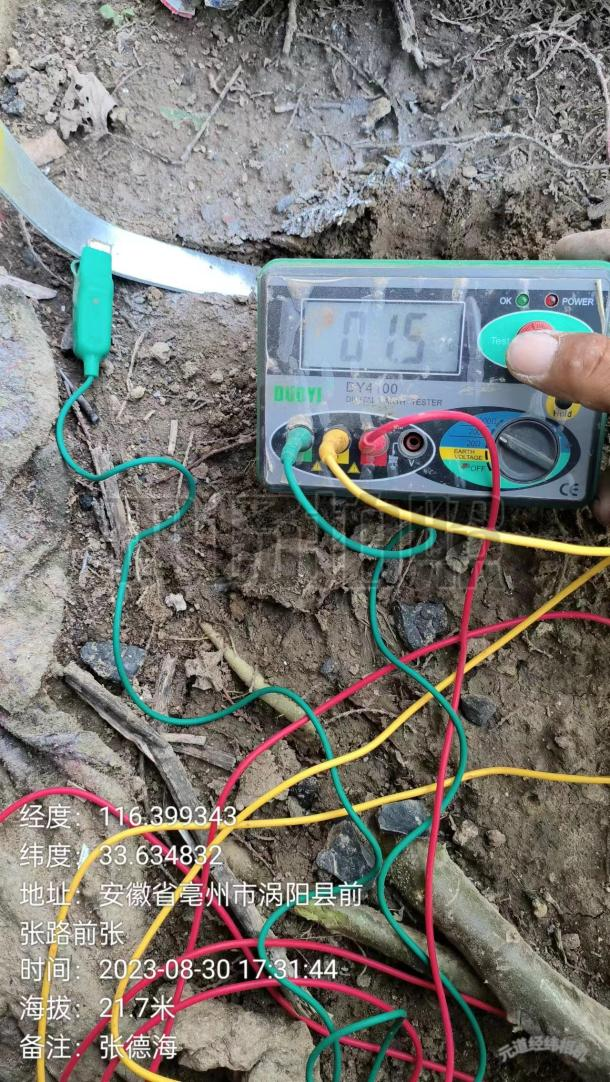 OK POWER
01.5
Test
DUOYI
DY4100
DIGITAL EARTH TESTER
Hold
200
20Ω
EARTH
VOLTAGE
OFF
V
CE
经度：116.399343
纬度：33.634832
地址：安徽省亳州市涡阳县前
张路前张
时间：2023-08-30 17:31:44
海拔：21.7米
备注：张德海
元道经纬相机